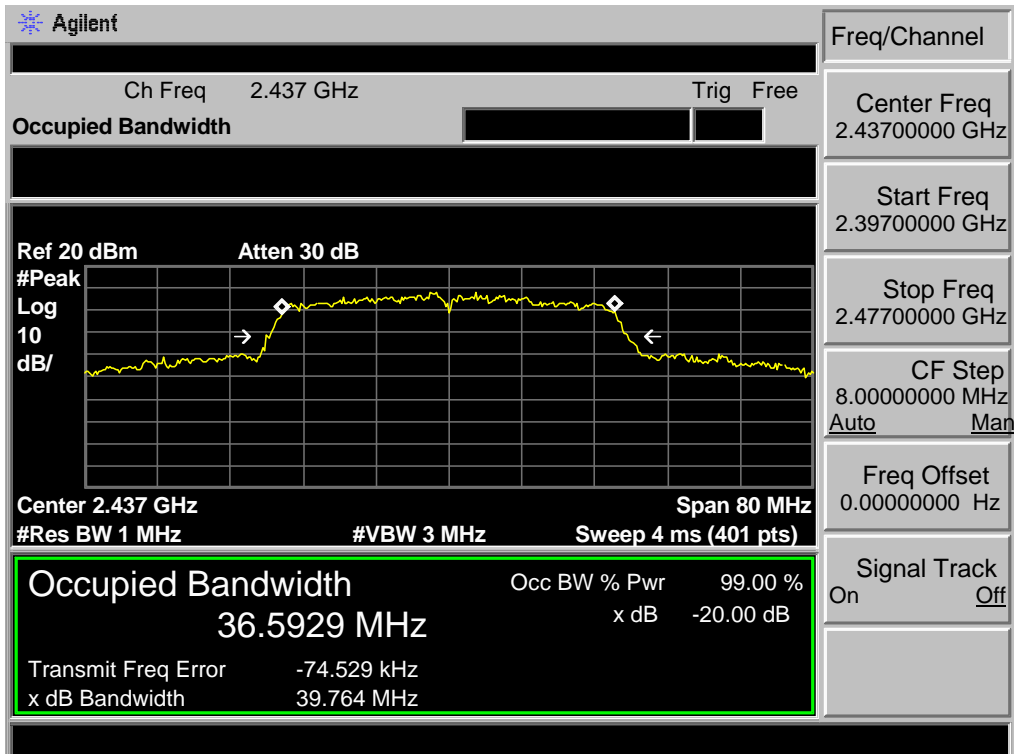 Agilent
Freq/Channel
Ch Freq 2.437 GHz Trig Free
Occupied Bandwidth
Center Freq
2.43700000 GHz
Start Freq
2.39700000 GHz
Stop Freq
2.47700000 GHz
CF Step
8.00000000 MHz
Auto Man
Freq Offset
0.00000000 Hz
Signal Track
On Off
Ref 20 dBm Atten 30 dB
#Peak
Log
10
dB/
Center 2.437 GHz Span 80 MHz
#Res BW 1 MHz #VBW 3 MHz Sweep 4 ms (401 pts)
Occupied Bandwidth Occ BW % Pwr 99.00 %
36.5929 MHz x dB -20.00 dB
Transmit Freq Error -74.529 kHz
x dB Bandwidth 39.764 MHz